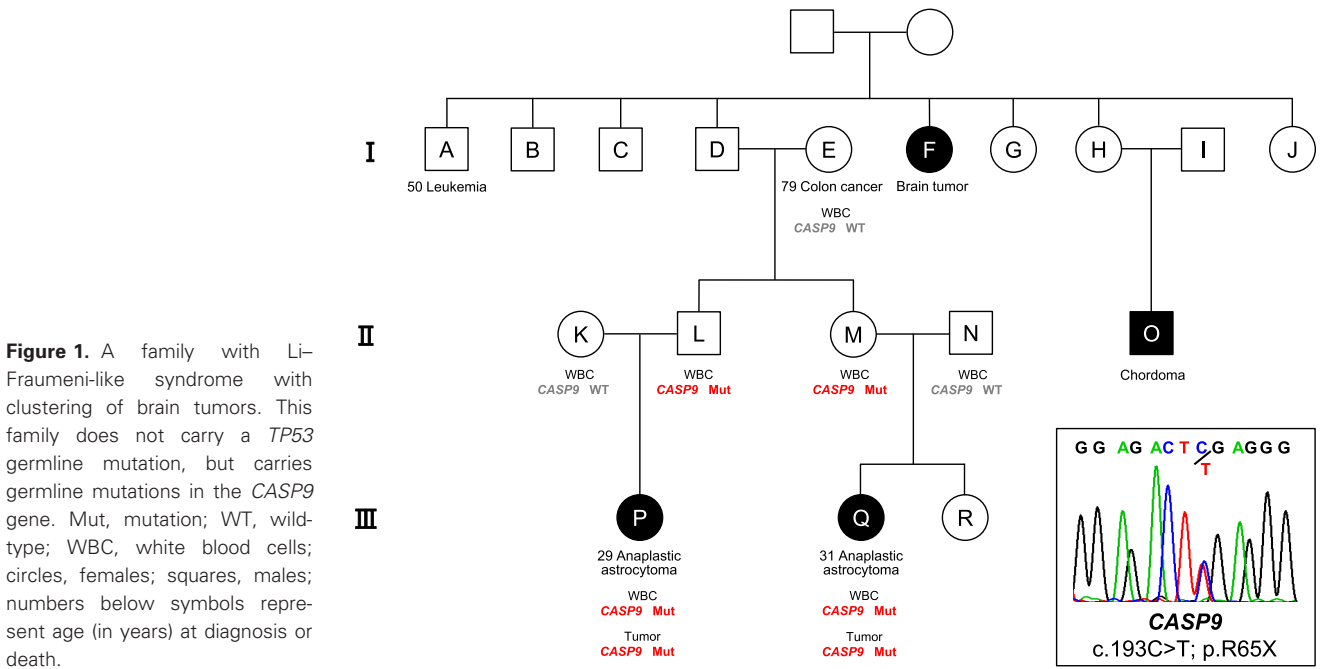 I
A
B
C
D
E
F
G
H
I
J
50 Leukemia
79 Colon cancer
Brain tumor
WBC
CASP9 WT
II
K
L
M
N
O
WBC
CASP9 WT
WBC
CASP9 Mut
WBC
CASP9 Mut
WBC
CASP9 WT
Chordoma
III
P
Q
R
29 Anaplastic
astrocytoma
WBC
CASP9 Mut
Tumor
CASP9 Mut
31 Anaplastic
astrocytoma
WBC
CASP9 Mut
Tumor
CASP9 Mut
G G AG AC T C/G AGGG
T
CASP9
c.193C>T; p.R65X
Figure 1. A family with Li–
Fraumeni-like syndrome with
clustering of brain tumors. This
family does not carry a TP53
germline mutation, but carries
germline mutations in the CASP9
gene. Mut, mutation; WT, wild-
type; WBC, white blood cells;
circles, females; squares, males;
numbers below symbols repre-
sent age (in years) at diagnosis or
death.